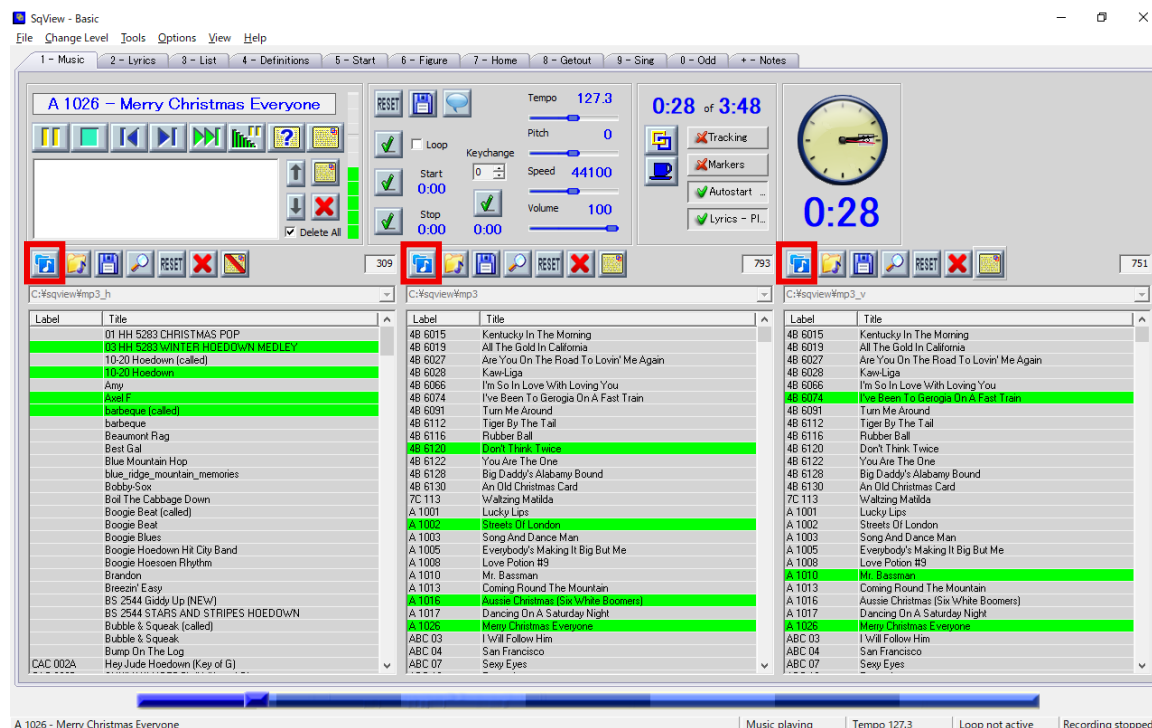 SqView - Basic
File Change Level Tools Options View Help
1 - Music 2 - Lyrics 3 - List 4 - Definitions 5 - Start 6 - Figure 7 - Home 8 - Getout 9 - Sing 0 - Odd + - Notes
A 1026 - Merry Christmas Everyone
Delete All
RESET
Loop
Keychange
Start
0:00
0
Stop
0:00
0:00
Tempo 127.3
Pitch 0
Speed 44100
Volume 100
0:28 of 3:48
Tracking
Markers
Autostart ..
Lyrics - Pl...
0:28
RESET 309
C:¥sqview¥mp3_h
Label Title
01 HH 5283 CHRISTMAS POP
03 HH 5283 WINTER HOEDOWN MEDLEY
10-20 Hoedown (called)
10-20 Hoedown
Amy
Axel F
barbeque (called)
barbeque
Beaumont Rag
Best Gal
Blue Mountain Hop
blue_ridge_mountain_memories
Bobby-Sox
Boil The Cabbage Down
Boogie Beat (called)
Boogie Beat
Boogie Blues
Boogie Hoedown Hit City Band
Boogie Hoesoen Rhythm
Brandon
Breezin' Easy
BS 2544 Giddy Up (NEW)
BS 2544 STARS AND STRIPES HOEDOWN
Bubble & Squeak (called)
Bubble & Squeak
Bump On The Log
CAC 002A Hey Jude Hoedown (Key of G)
RESET 793
C:¥sqview¥mp3
Label Title
4B 6015 Kentucky In The Morning
4B 6019 All The Gold In California
4B 6027 Are You On The Road To Lovin' Me Again
4B 6028 Kaw-Liga
4B 6066 I'm So In Love With Loving You
4B 6074 I've Been To Gerogia On A Fast Train
4B 6091 Turn Me Around
4B 6112 Tiger By The Tail
4B 6116 Rubber Ball
4B 6120 Don't Think Twice
4B 6122 You Are The One
4B 6128 Big Daddy's Alabamy Bound
4B 6130 An Old Christmas Card
7C 113 Waltzing Matilda
A 1001 Lucky Lips
A 1002 Streets Of London
A 1003 Song And Dance Man
A 1005 Everybody's Making It Big But Me
A 1008 Love Potion #9
A 1010 Mr. Bassman
A 1013 Coming Round The Mountain
A 1016 Aussie Christmas (Six White Boomers)
A 1017 Dancing On A Saturday Night
A 1026 Merry Christmas Everyone
ABC 03 I Will Follow Him
ABC 04 San Francisco
ABC 07 Sexy Eyes
RESET 751
C:¥sqview¥mp3_v
Label Title
4B 6015 Kentucky In The Morning
4B 6019 All The Gold In California
4B 6027 Are You On The Road To Lovin' Me Again
4B 6028 Kaw-Liga
4B 6066 I'm So In Love With Loving You
4B 6074 I've Been To Gerogia On A Fast Train
4B 6091 Turn Me Around
4B 6112 Tiger By The Tail
4B 6116 Rubber Ball
4B 6120 Don't Think Twice
4B 6122 You Are The One
4B 6128 Big Daddy's Alabamy Bound
4B 6130 An Old Christmas Card
7C 113 Waltzing Matilda
A 1001 Lucky Lips
A 1002 Streets Of London
A 1003 Song And Dance Man
A 1005 Everybody's Making It Big But Me
A 1008 Love Potion #9
A 1010 Mr. Bassman
A 1013 Coming Round The Mountain
A 1016 Aussie Christmas (Six White Boomers)
A 1017 Dancing On A Saturday Night
A 1026 Merry Christmas Everyone
ABC 03 I Will Follow Him
ABC 04 San Francisco
ABC 07 Sexy Eyes
A 1026 - Merry Christmas Everyone Music playing Tempo 127.3 Loop not active Recording stopped